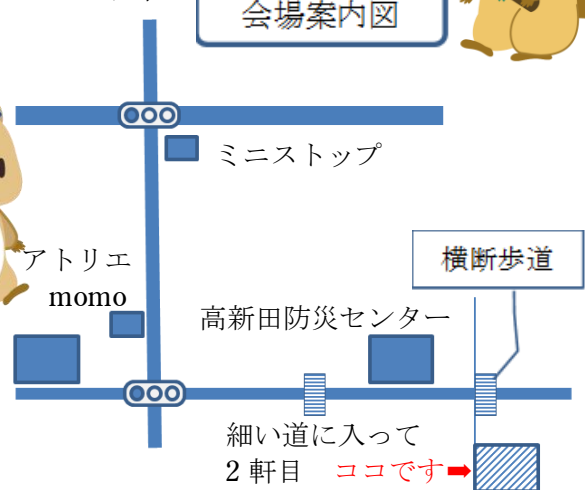 会場案内図
ミニストップ
アトリエ
momo
横断歩道
高新田防災センター
細い道に入って
2 軒目　ココです➡